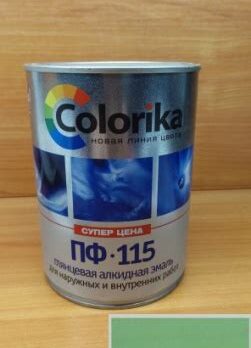 Colorika
НОВАЯ ЛИНИЯ ЦВЕТА
СУПЕР ЦЕНА
ПФ·115
глянцевая алкидная эмаль
для наружных и внутренних работ